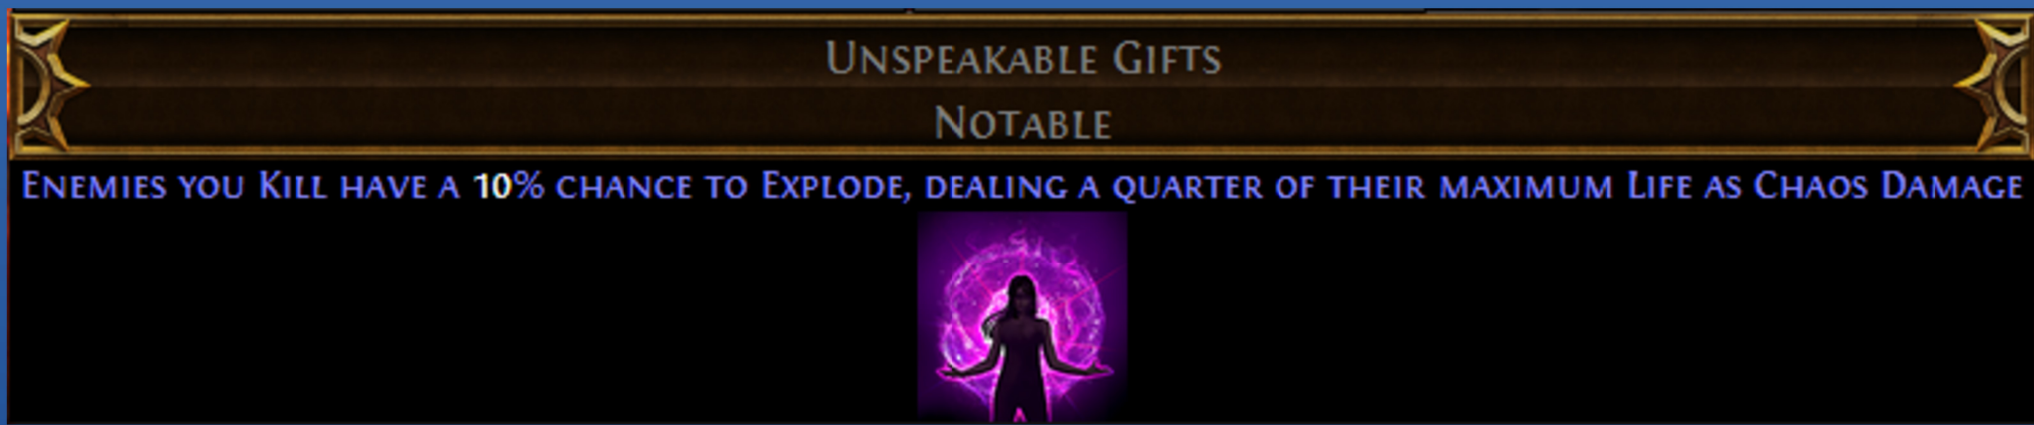 Unspeakable Gifts
Notable
Enemies you Kill have a 10% chance to Explode, dealing a quarter of their maximum Life as Chaos Damage